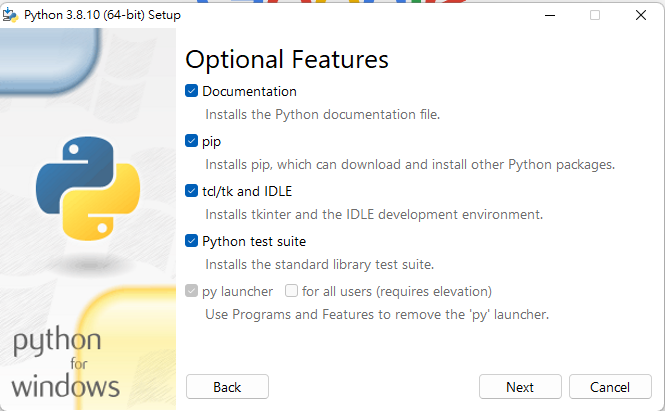 Python 3.8.10 (64-bit) Setup
Optional Features
Documentation
Installs the Python documentation file.
pip
Installs pip, which can download and install other Python packages.
tcl/tk and IDLE
Installs tkinter and the IDLE development environment.
Python test suite
Installs the standard library test suite.
py launcher for all users (requires elevation)
Use Programs and Features to remove the 'py' launcher.
python
for
windows
Back Next Cancel